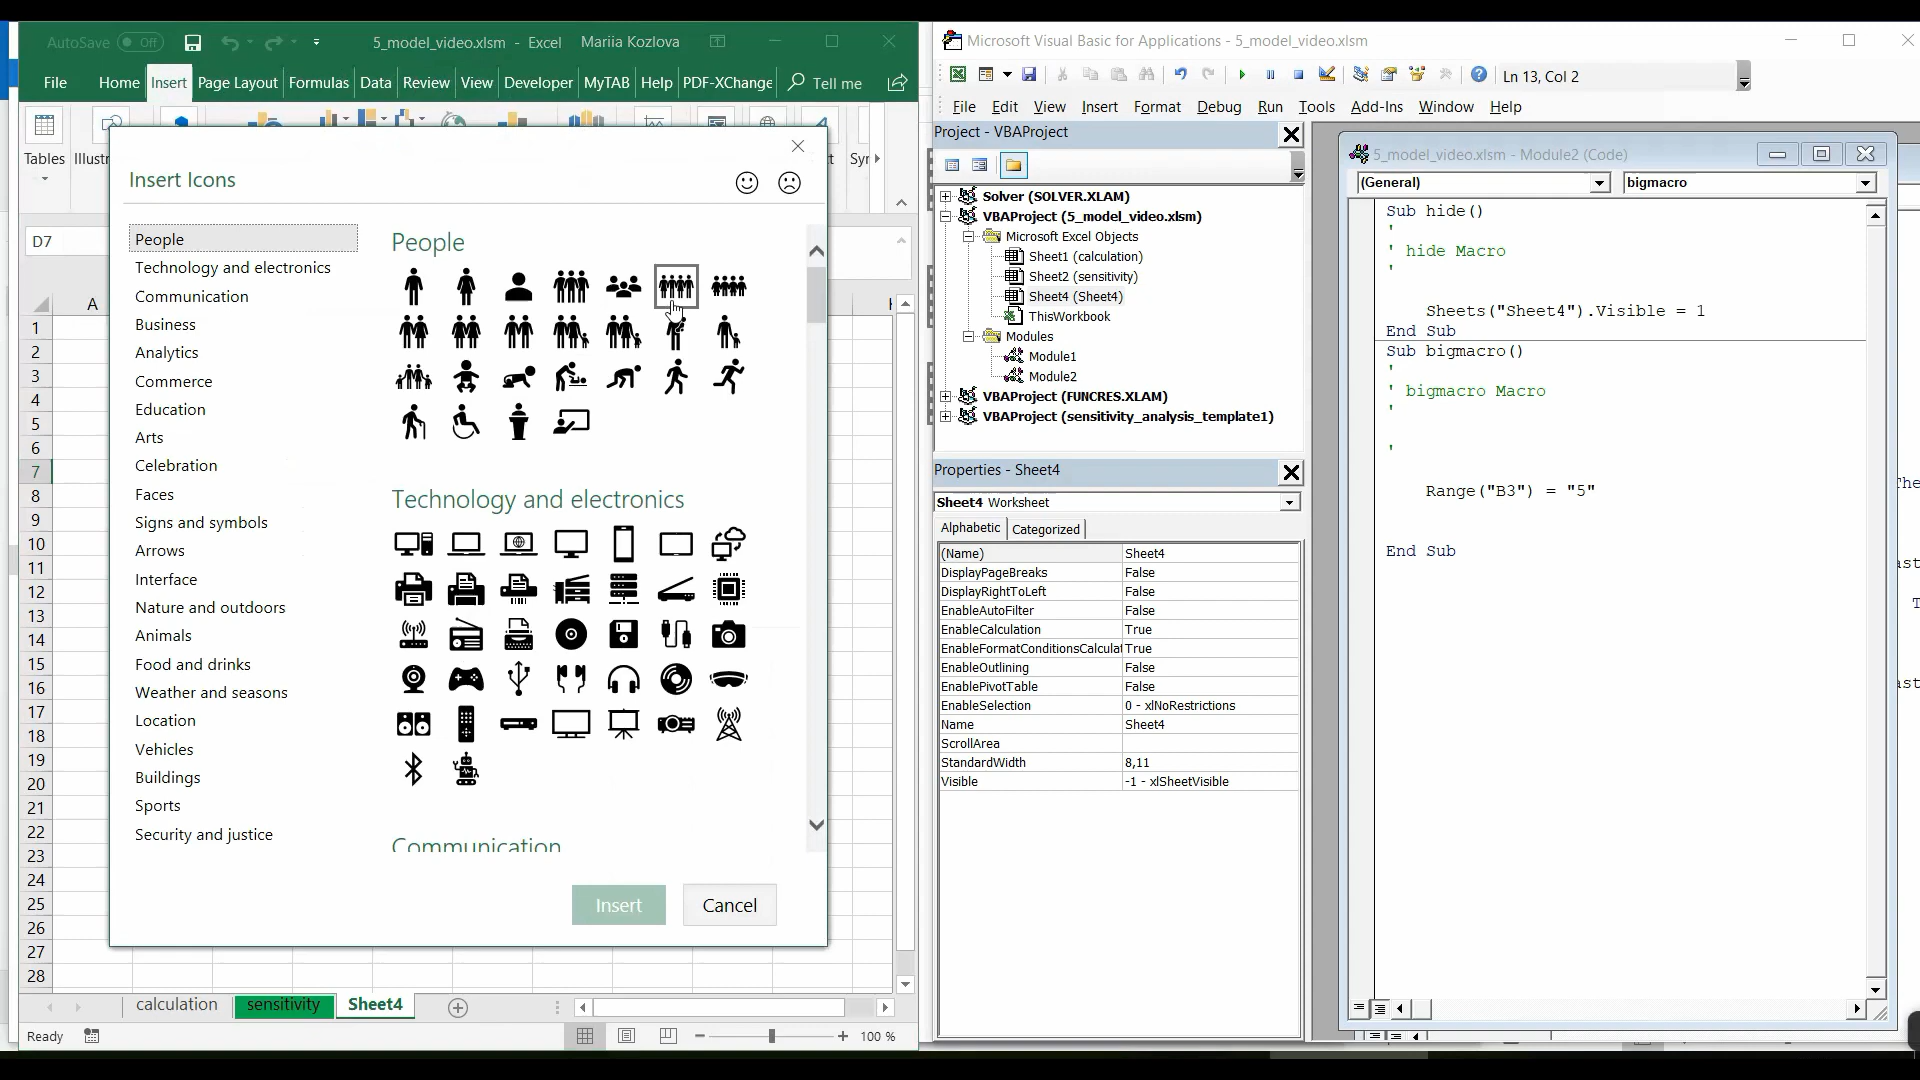 AutoSave Off 5_model_video.xlsm - Excel Mariia Kozlova
File Home Insert Page Layout Formulas Data Review View Developer MyTAB Help PDF-XChange Tell me
Tables Illust t Syr
Insert Icons
D7
People
Technology and electronics
Communication
Business
Analytics
Commerce
Education
Arts
Celebration
Faces
Signs and symbols
Arrows
Interface
Nature and outdoors
Animals
Food and drinks
Weather and seasons
Location
Vehicles
Buildings
Sports
Security and justice
People
Technology and electronics
Communication
Insert Cancel
A
1
2
3
4
5
6
7
8
9
10
11
12
13
14
15
16
17
18
19
20
21
22
23
24
25
26
27
28
calculation sensitivity Sheet4
Ready 100 %
Microsoft Visual Basic for Applications - 5_model_video.xlsm
Ln 13, Col 2
File Edit View Insert Format Debug Run Tools Add-Ins Window Help
Project - VBAProject
Solver (SOLVER.XLAM)
VBAProject (5_model_video.xlsm)
Microsoft Excel Objects
Sheet1 (calculation)
Sheet2 (sensitivity)
Sheet4 (Sheet4)
ThisWorkbook
Modules
Module1
Module2
VBAProject (FUNCRES.XLAM)
VBAProject (sensitivity_analysis_template1)
Properties - Sheet4
Sheet4 Worksheet
Alphabetic Categorized
(Name) Sheet4
DisplayPageBreaks False
DisplayRightToLeft False
EnableAutoFilter False
EnableCalculation True
EnableFormatConditionsCalculat True
EnableOutlining False
EnablePivotTable False
EnableSelection 0 - xlNoRestrictions
Name Sheet4
ScrollArea
StandardWidth 8,11
Visible -1 - xlSheetVisible
5_model_video.xlsm - Module2 (Code)
(General) bigmacro
Sub hide()
'
' hide Macro
'
Sheets("Sheet4").Visible = 1
End Sub
Sub bigmacro()
'
' bigmacro Macro
'
'
Range("B3") = "5"
End Sub
The
ast
T
ast